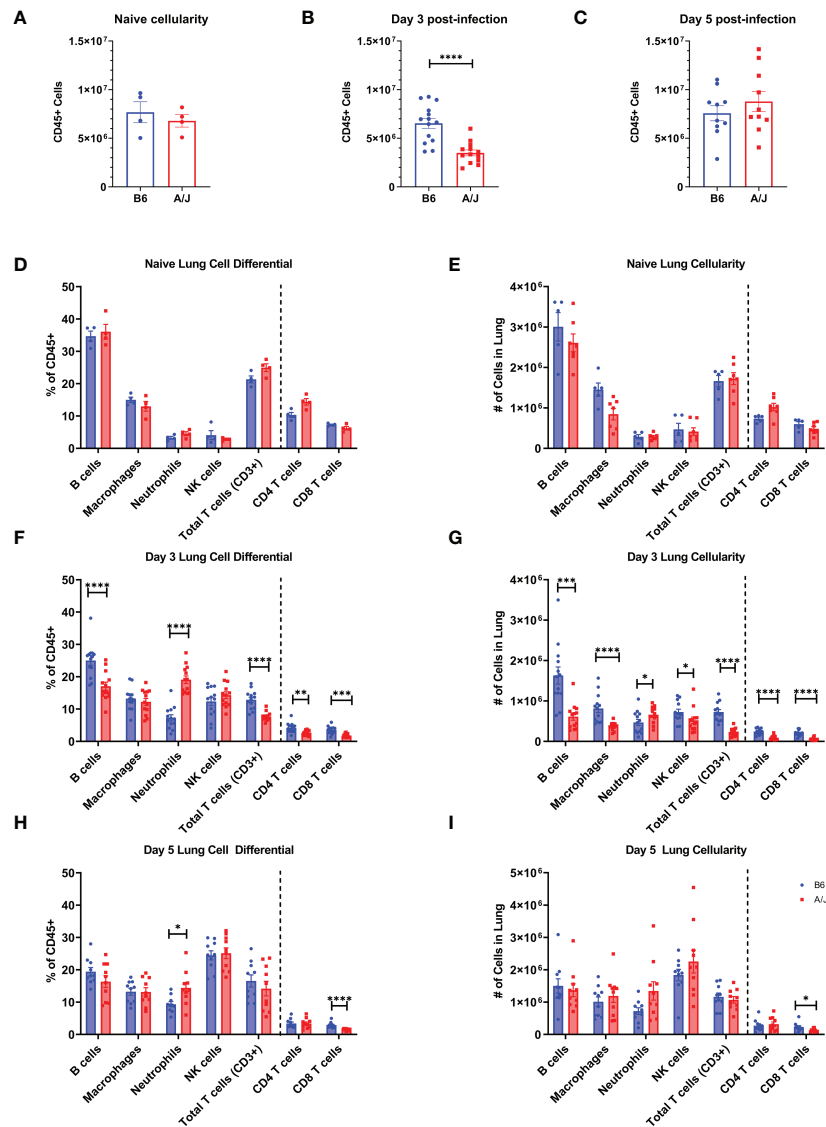 A
Naive cellularity
CD45+ Cells
1.5×10⁷
1×10⁷
5×10⁶
0
B6
A/J
B
Day 3 post-infection
CD45+ Cells
1.5×10⁷
1×10⁷
5×10⁶
0
****
B6
A/J
C
Day 5 post-infection
CD45+ Cells
1.5×10⁷
1×10⁷
5×10⁶
0
B6
A/J
D
Naive Lung Cell Differential
% of CD45+
50
40
30
20
10
0
B cells
Macrophages
Neutrophils
NK cells
Total T cells (CD3+)
CD4 T cells
CD8 T cells
E
Naive Lung Cellularity
# of Cells in Lung
4×10⁶
3×10⁶
2×10⁶
1×10⁶
0
B cells
Macrophages
Neutrophils
NK cells
Total T cells (CD3+)
CD4 T cells
CD8 T cells
F
Day 3 Lung Cell Differential
% of CD45+
50
40
30
20
10
0
****
****
****
**
***
B cells
Macrophages
Neutrophils
NK cells
Total T cells (CD3+)
CD4 T cells
CD8 T cells
G
Day 3 Lung Cellularity
# of Cells in Lung
4×10⁶
3×10⁶
2×10⁶
1×10⁶
0
***
****
*
*
****
****
****
B cells
Macrophages
Neutrophils
NK cells
Total T cells (CD3+)
CD4 T cells
CD8 T cells
H
Day 5 Lung Cell Differential
% of CD45+
50
40
30
20
10
0
*
****
B cells
Macrophages
Neutrophils
NK cells
Total T cells (CD3+)
CD4 T cells
CD8 T cells
I
Day 5 Lung Cellularity
# of Cells in Lung
5×10⁶
4×10⁶
3×10⁶
2×10⁶
1×10⁶
0
*
B6
A/J
B cells
Macrophages
Neutrophils
NK cells
Total T cells (CD3+)
CD4 T cells
CD8 T cells